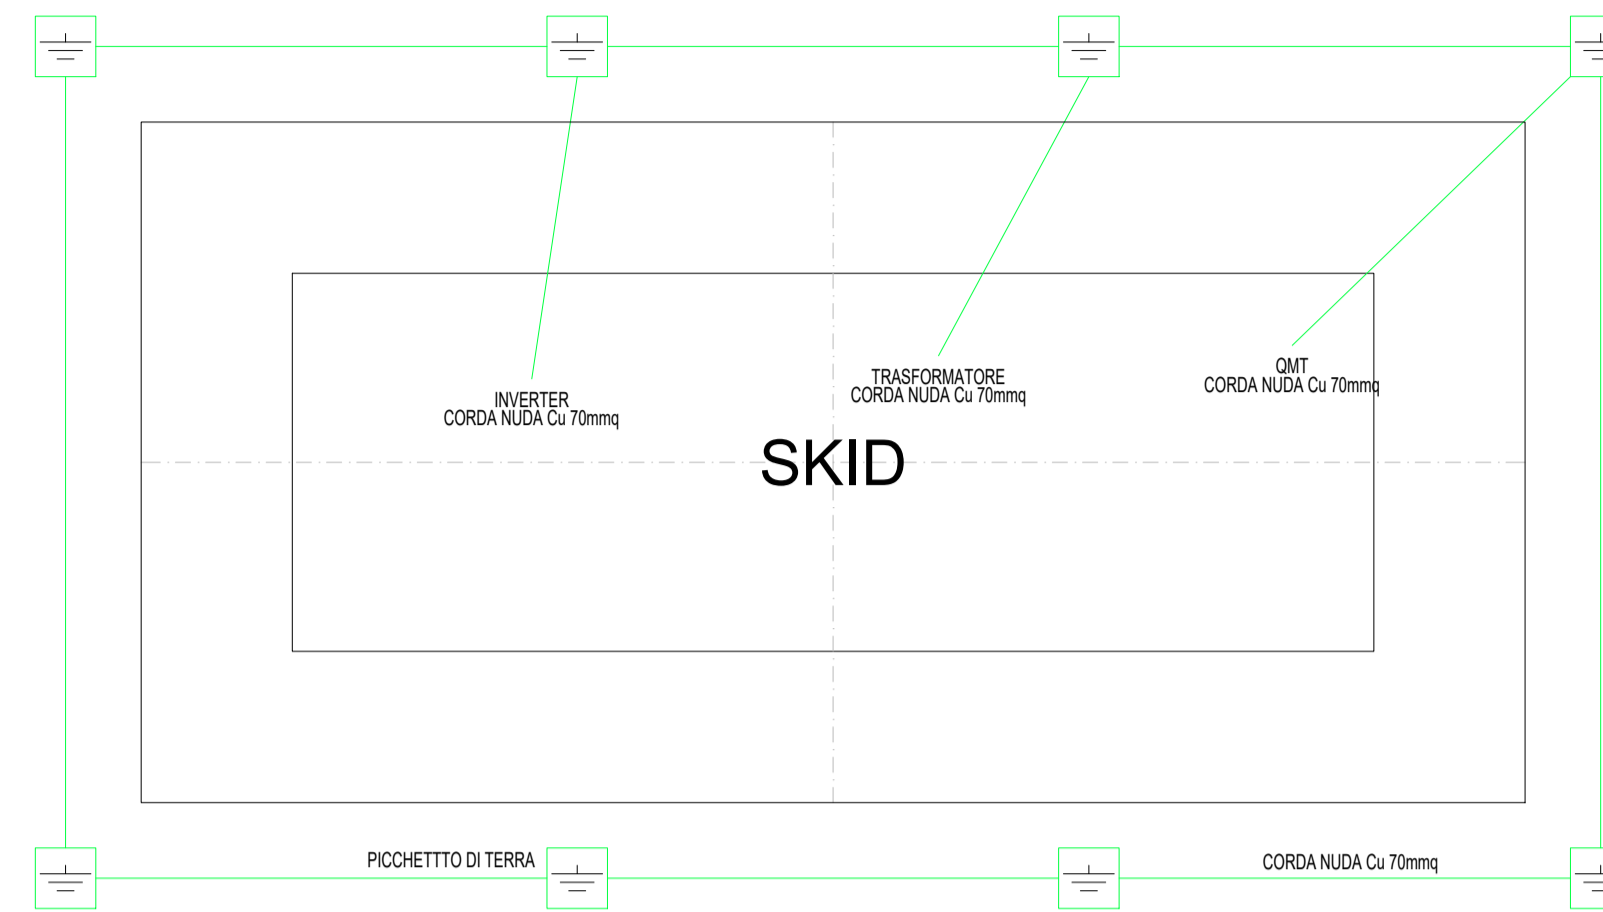 INVERTER
CORDA NUDA Cu 70mmq
TRASFORMATORE
CORDA NUDA Cu 70mmq
QMT
CORDA NUDA Cu 70mmq
SKID
PICCHETTTO DI TERRA
CORDA NUDA Cu 70mmq